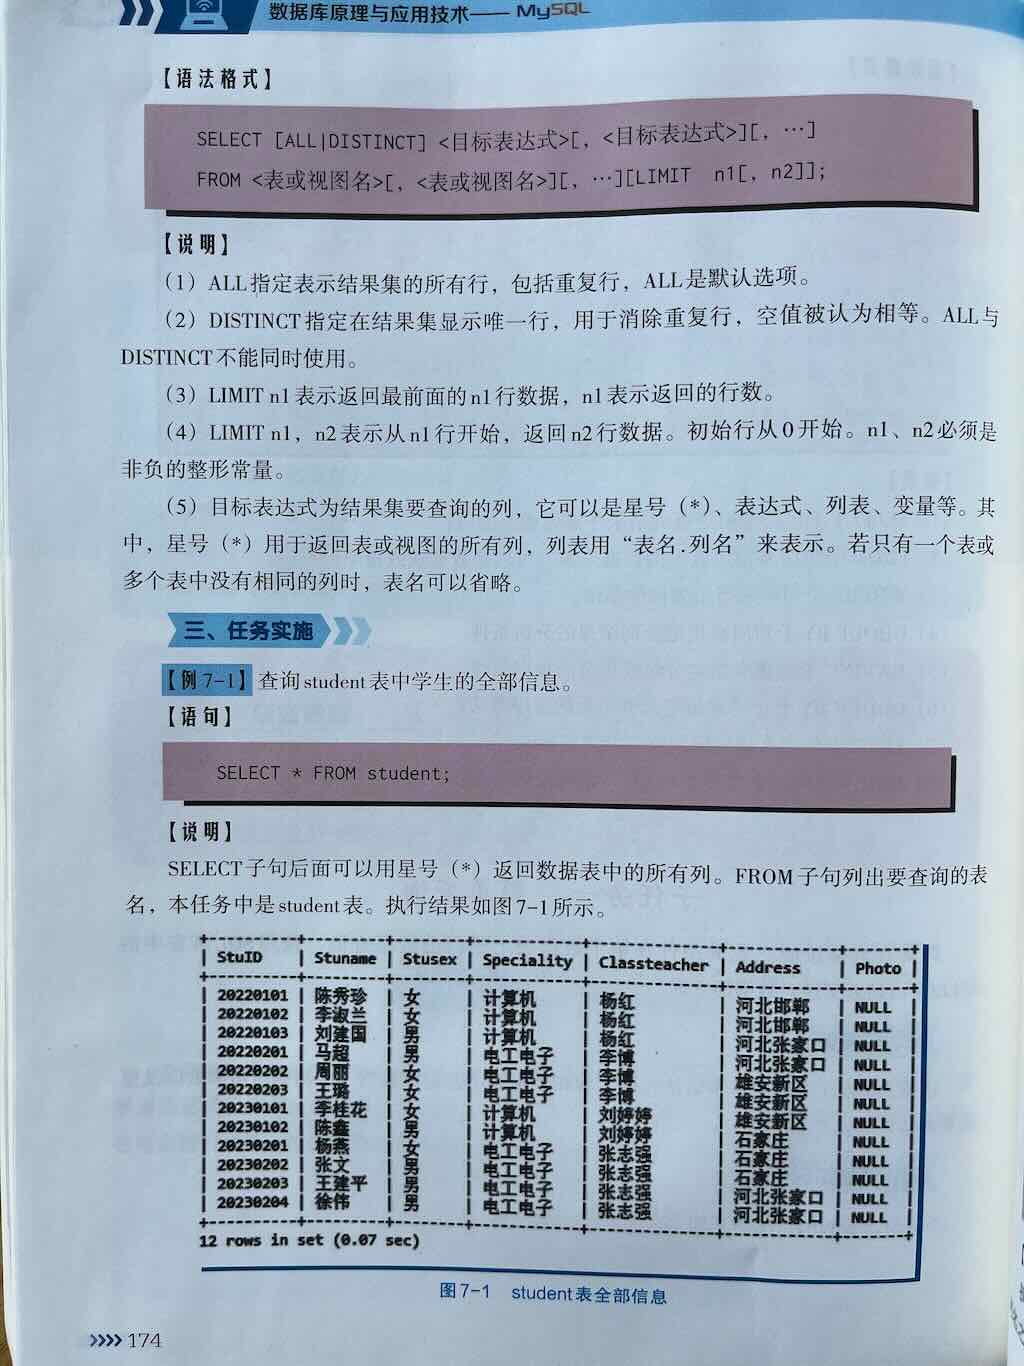 数据库原理与应用技术—— MySQL
【语法格式】
SELECT [ALL|DISTINCT] <目标表达式>[, <目标表达式>][, …]
FROM <表或视图名>[, <表或视图名>][, …][LIMIT n1[, n2]];
【说明】
（1）ALL指定表示结果集的所有行，包括重复行，ALL是默认选项。
（2）DISTINCT指定在结果集显示唯一行，用于消除重复行，空值被认为相等。ALL与
DISTINCT不能同时使用。
（3）LIMIT n1表示返回最前面的n1行数据，n1表示返回的行数。
（4）LIMIT n1，n2表示从n1行开始，返回n2行数据。初始行从0开始。n1、n2必须是
非负的整形常量。
（5）目标表达式为结果集要查询的列，它可以是星号（*）、表达式、列表、变量等。其
中，星号（*）用于返回表或视图的所有列，列表用“表名.列名”来表示。若只有一个表或
多个表中没有相同的列时，表名可以省略。
三、任务实施
【例7-1】查询student表中学生的全部信息。
【语句】
SELECT * FROM student;
【说明】
SELECT子句后面可以用星号（*）返回数据表中的所有列。FROM子句列出要查询的表
名，本任务中是student表。执行结果如图7-1所示。
| StuID | Stuname | Stusex | Speciality | Classteacher | Address | Photo |
| 20220101 | 陈秀珍 | 女 | 计算机 | 杨红 | 河北邯郸 | NULL |
| 20220102 | 李淑兰 | 女 | 计算机 | 杨红 | 河北邯郸 | NULL |
| 20220103 | 刘建国 | 男 | 计算机 | 杨红 | 河北张家口 | NULL |
| 20220201 | 马超 | 男 | 电工电子 | 李博 | 河北张家口 | NULL |
| 20220202 | 周丽 | 女 | 电工电子 | 李博 | 雄安新区 | NULL |
| 20220203 | 王璐 | 女 | 电工电子 | 李博 | 雄安新区 | NULL |
| 20230101 | 李桂花 | 女 | 计算机 | 刘婷婷 | 雄安新区 | NULL |
| 20230102 | 陈鑫 | 男 | 计算机 | 刘婷婷 | 石家庄 | NULL |
| 20230201 | 杨燕 | 女 | 电工电子 | 张志强 | 石家庄 | NULL |
| 20230202 | 张文 | 男 | 电工电子 | 张志强 | 石家庄 | NULL |
| 20230203 | 王建平 | 男 | 电工电子 | 张志强 | 河北张家口 | NULL |
| 20230204 | 徐伟 | 男 | 电工电子 | 张志强 | 河北张家口 | NULL |
12 rows in set (0.07 sec)
图7-1 student表全部信息
174